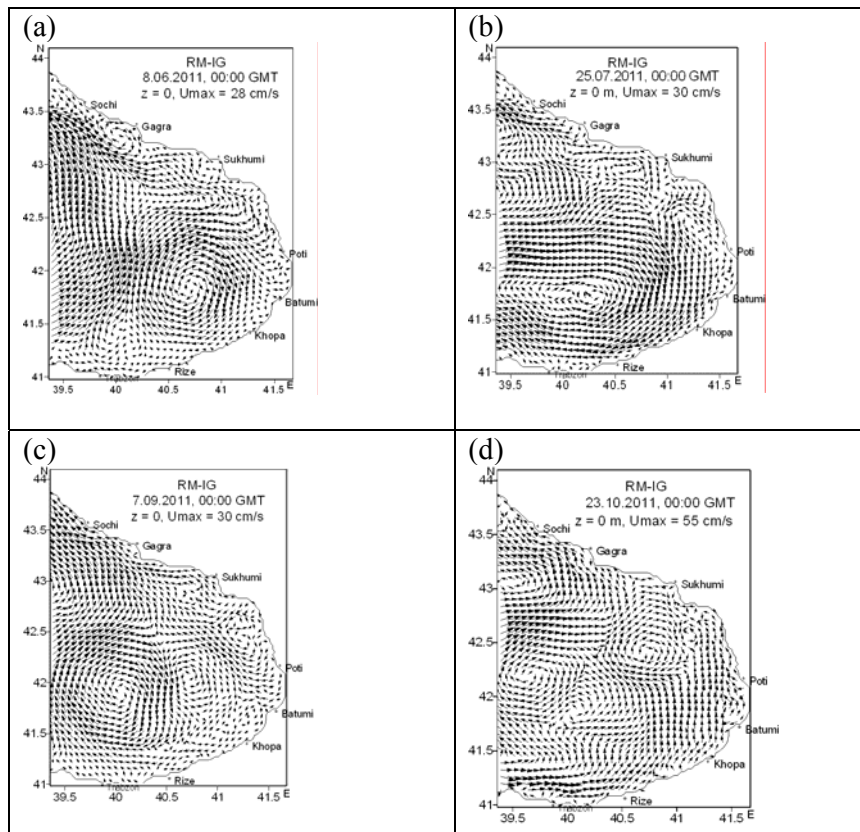 (a)
N
44
RM-IG
8.06.2011, 00:00 GMT
z = 0, Umax = 28 cm/s
43.5
Sochi
Gagra
43
Sukhumi
42.5
Poti
42
Batumi
41.5
Khopa
Rize
Trabzon
41
39.5 40 40.5 41 41.5
E
(b)
N
44
RM-IG
25.07.2011, 00:00 GMT
z = 0 m, Umax = 30 cm/s
43.5
Sochi
Gagra
43
Sukhumi
42.5
Poti
42
Batumi
41.5
Khopa
Rize
Trabzon
41
39.5 40 40.5 41 41.5
E
(c)
N
44
RM-IG
7.09.2011, 00:00 GMT
z = 0, Umax = 30 cm/s
43.5
Sochi
Gagra
43
Sukhumi
42.5
Poti
42
Batumi
41.5
Khopa
Rize
Trabzon
41
39.5 40 40.5 41 41.5
E
(d)
N
44
RM-IG
23.10.2011, 00:00 GMT
z = 0 m, Umax = 55 cm/s
43.5
Sochi
Gagra
43
Sukhumi
42.5
Poti
42
Batumi
41.5
Khopa
Rize
Trabzon
41
39.5 40 40.5 41 41.5
E